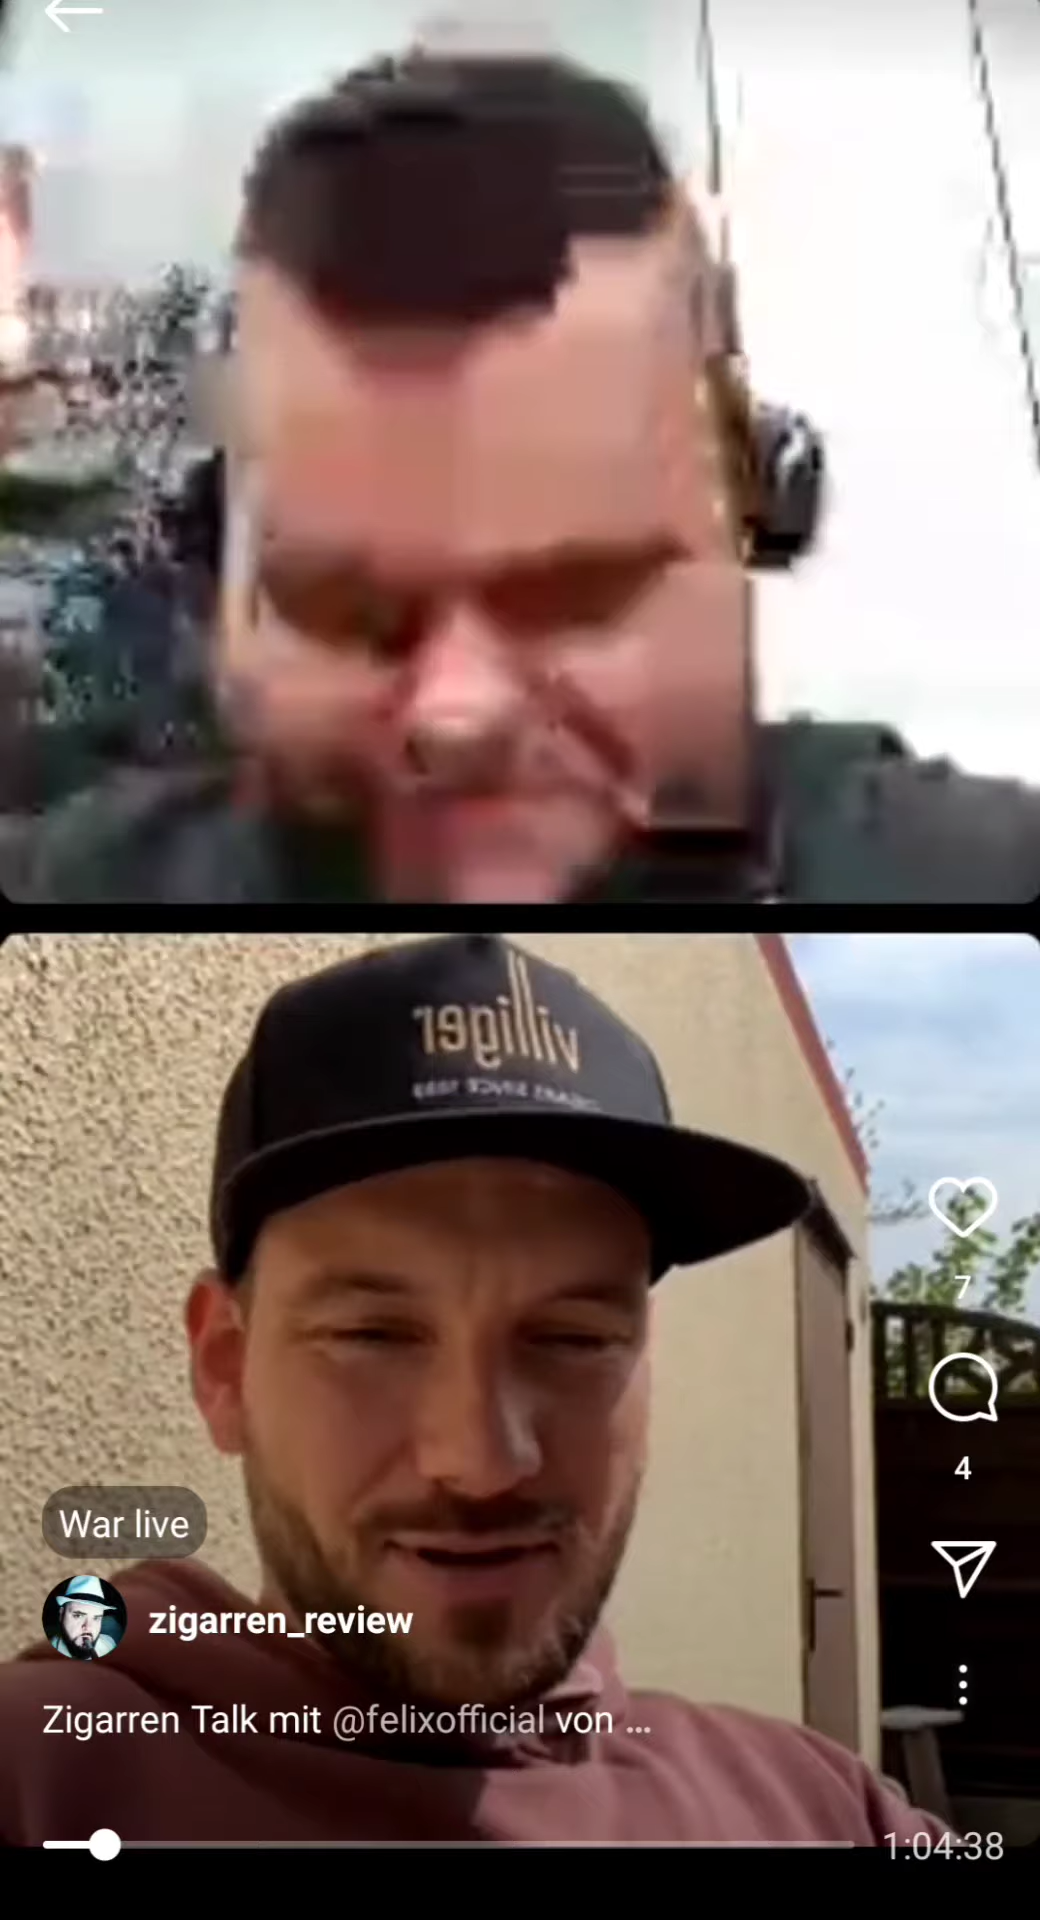 villiger
7
4
War live
zigarren_review
Zigarren Talk mit @felixofficial von ...
1:04:38